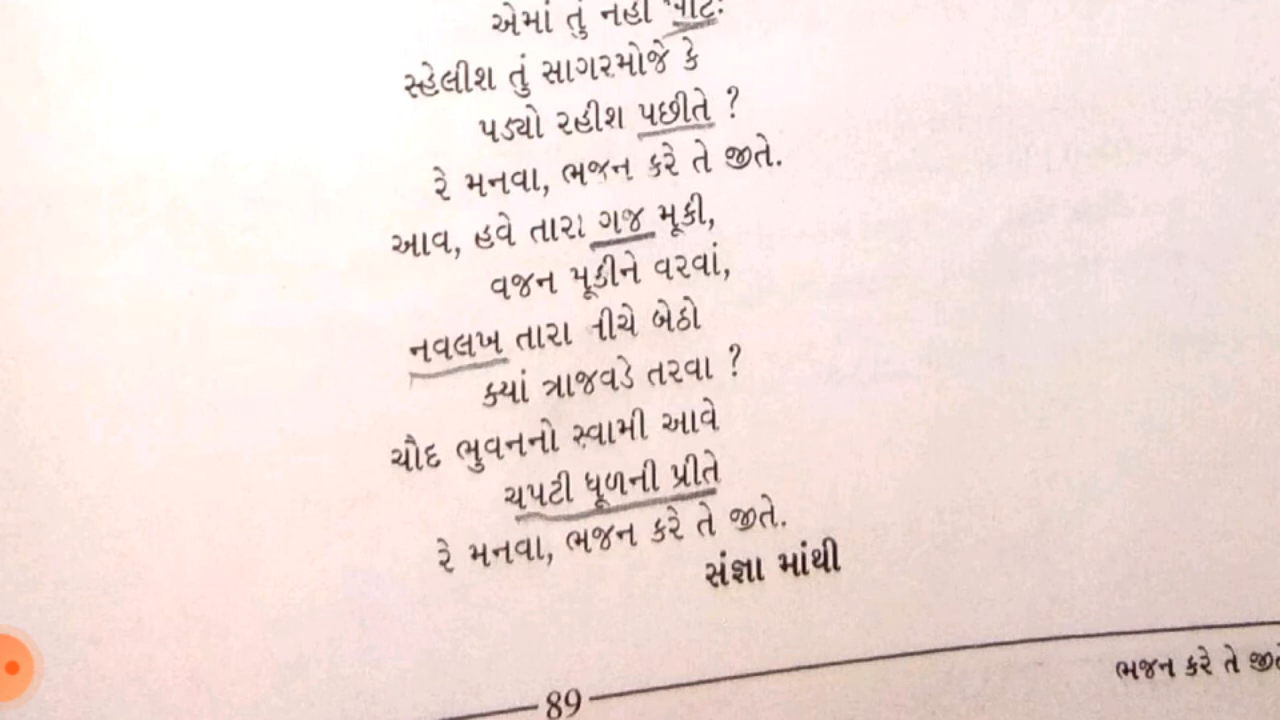 એમાં તું નહીં
સ્હેલીશ તું સાગરમોજે કે
પડ્યો રહીશ પછીતે ?
રે મનવા, ભજન કરે તે જીતે.
આવ, હવે તારા ગજ મૂકી,
વજન મૂકીને વરવાં,
નવલખ તારા નીચે બેઠો
ક્યાં ત્રાજવડે તરવા ?
ચૌદ ભુવનનો સ્વામી આવે
ચપટી ધૂળની પ્રીતે
રે મનવા, ભજન કરે તે જીતે.
સંજ્ઞા માંથી
89
ભજન કરે તે